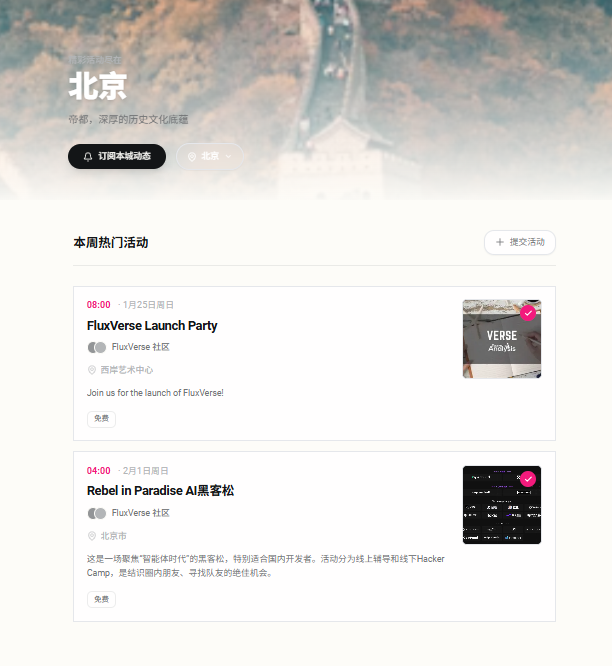 北京
帝都，深厚的历史文化底蕴
订阅本城动态
北京
本周热门活动
提交活动
08:00 · 1月25日周日
FluxVerse Launch Party
FluxVerse 社区
西岸艺术中心
Join us for the launch of FluxVerse!
免费
VERSE
Analysis
04:00 · 2月1日周日
Rebel in Paradise AI黑客松
FluxVerse 社区
北京市
这是一场聚焦“智能体时代”的黑客松，特别适合国内开发者。活动分为线上辅导和线下Hacker
Camp，是结识圈内朋友、寻找队友的绝佳机会。
免费